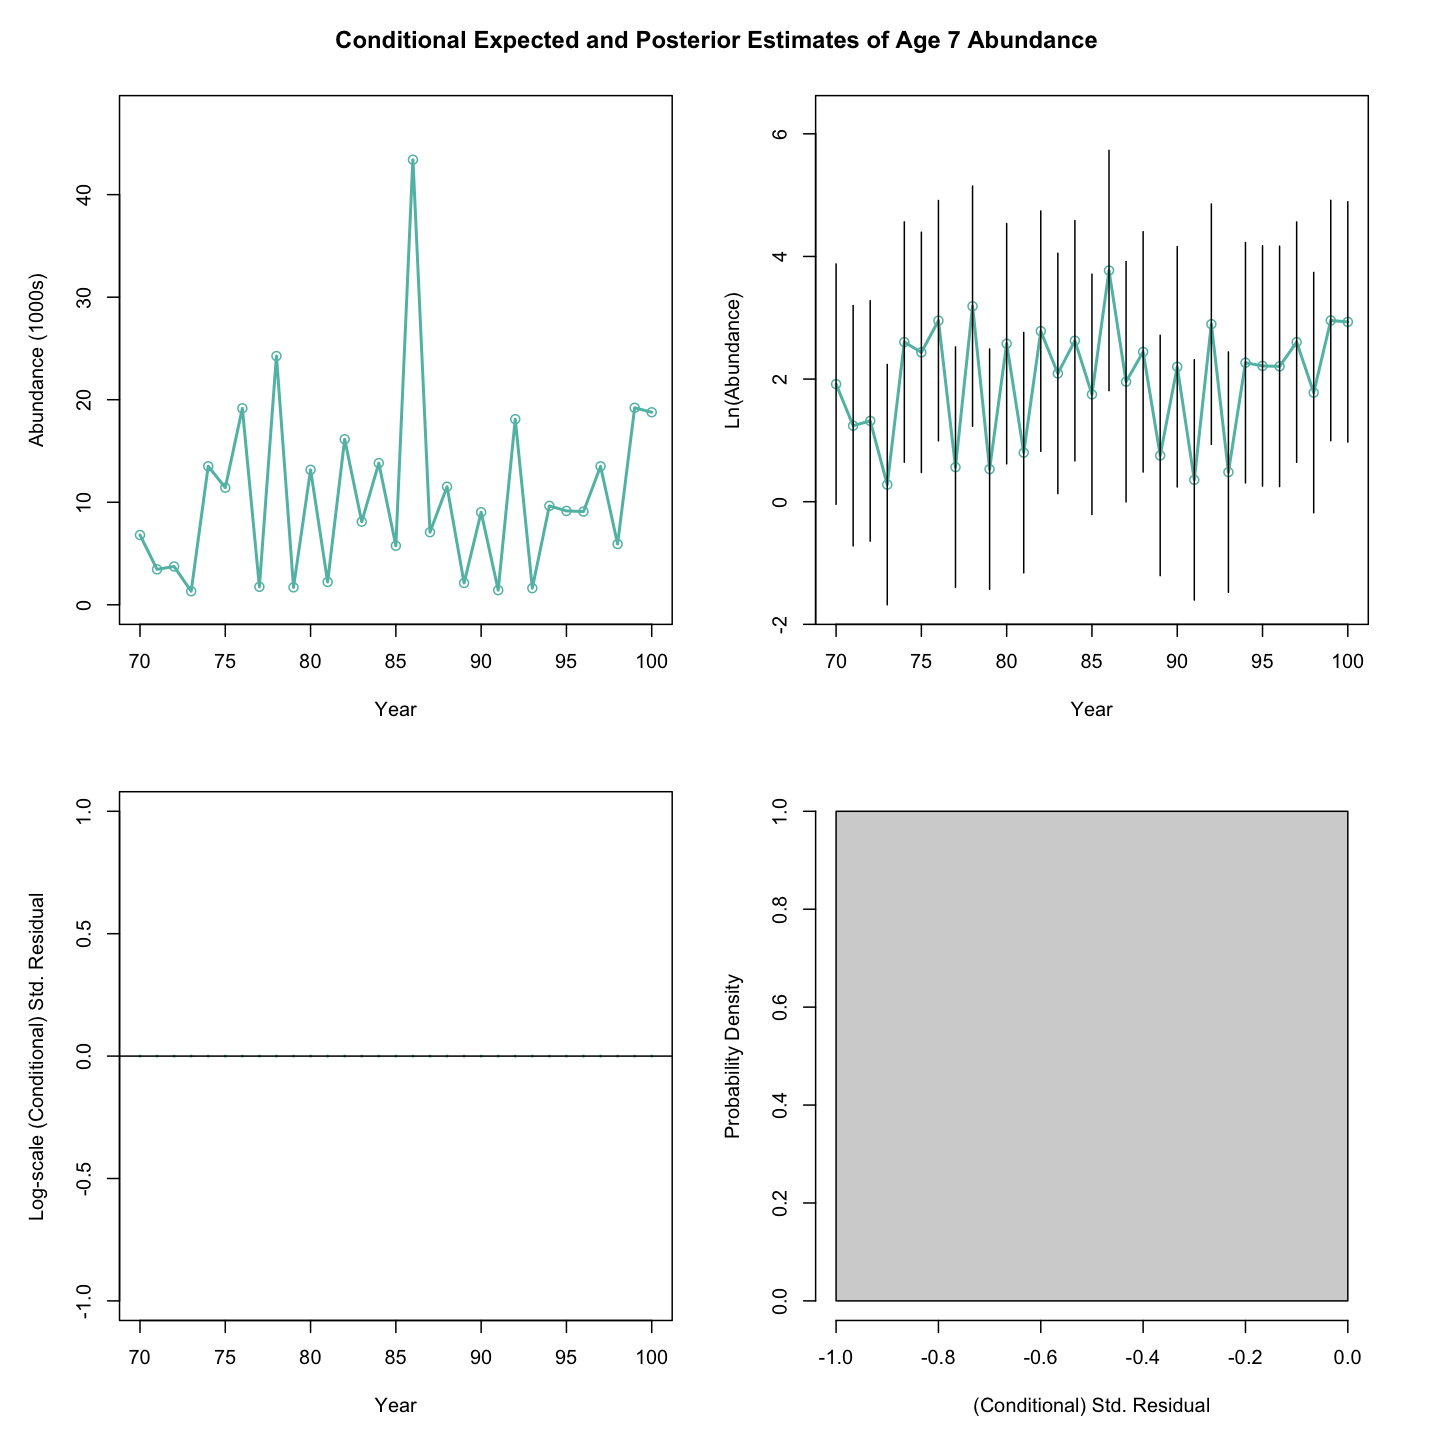 Conditional Expected and Posterior Estimates of Age 7 Abundance
Abundance (1000s)
0 10 20 30 40
70 75 80 85 90 95 100
Year
Ln(Abundance)
-2 0 2 4 6
70 75 80 85 90 95 100
Year
Log-scale (Conditional) Std. Residual
-1.0 -0.5 0.0 0.5 1.0
70 75 80 85 90 95 100
Year
Probability Density
0.0 0.2 0.4 0.6 0.8 1.0
-1.0 -0.8 -0.6 -0.4 -0.2 0.0
(Conditional) Std. Residual